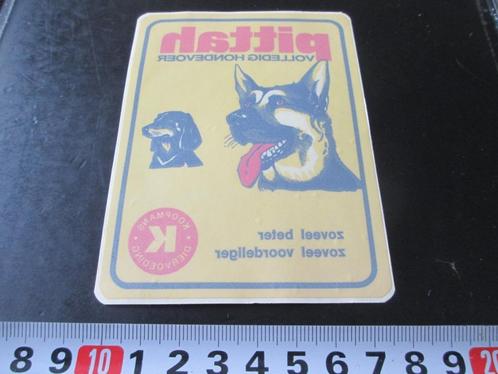 pittah
VOLLEDIG HONDEVOER
zoveel beter
zoveel voordeliger
KOOPMANS
K
DIERVOEDING
8 9 10 1 2 3 4 5 6 7 8 9 20